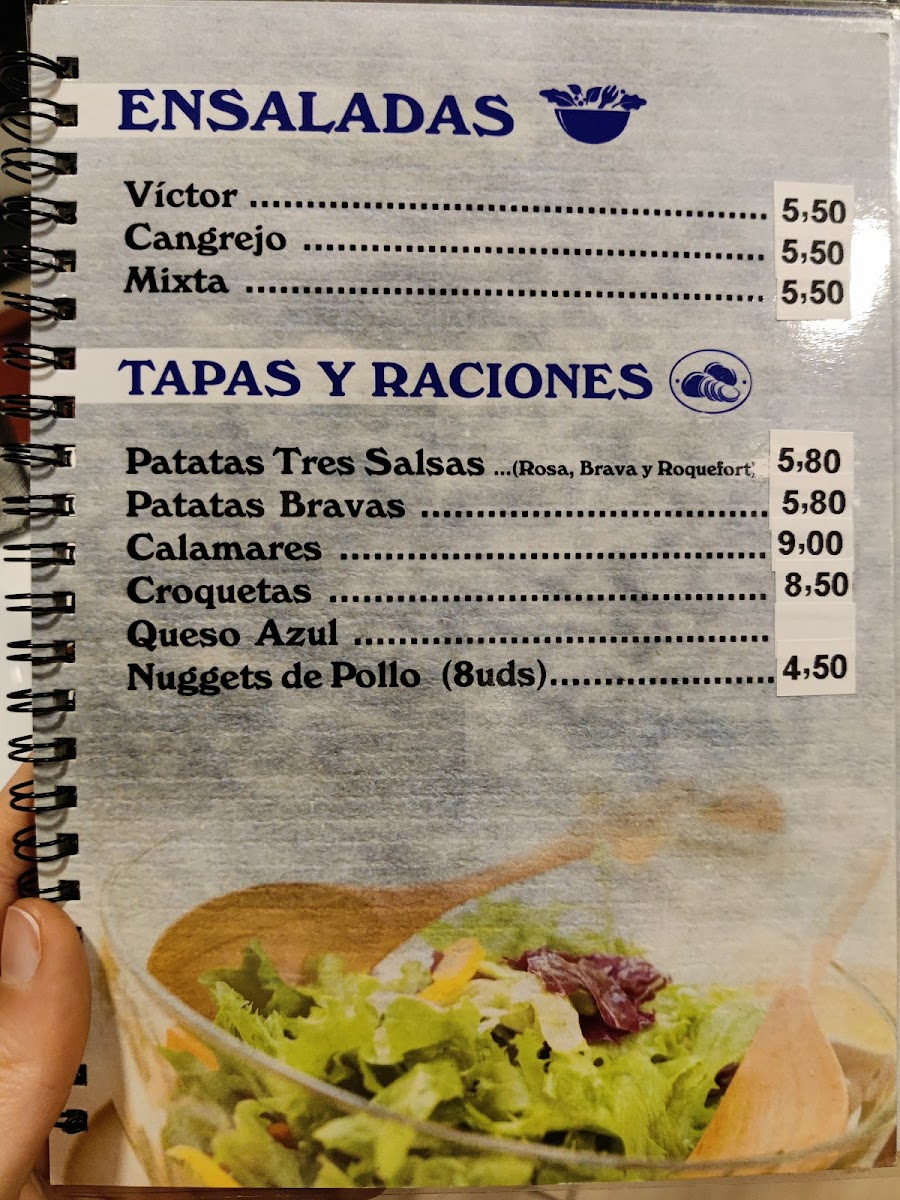 ENSALADAS
Víctor ........ 5,50
Cangrejo ........ 5,50
Mixta ........ 5,50
TAPAS Y RACIONES
Patatas Tres Salsas ...(Rosa, Brava y Roquefort) 5,80
Patatas Bravas ........ 5,80
Calamares ........ 9,00
Croquetas ........ 8,50
Queso Azul ........
Nuggets de Pollo (8uds)........ 4,50